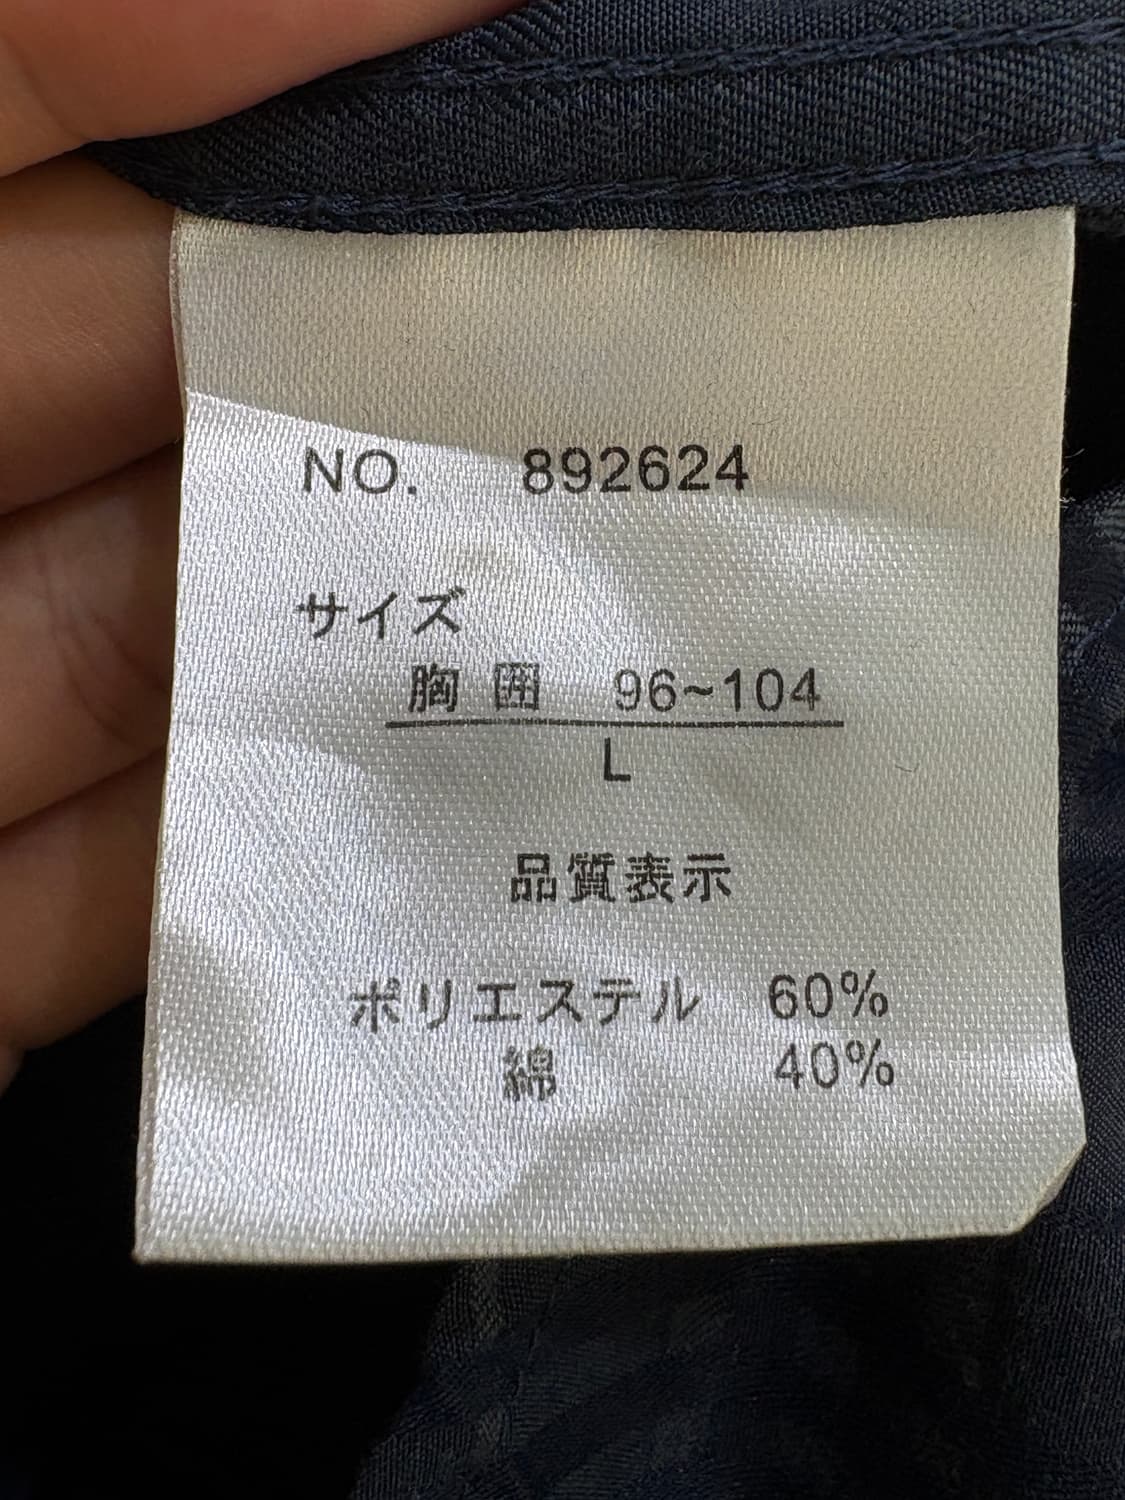 NO. 892624
サイズ
胸囲 96~104
L
品質表示
ポリエステル 60%
綿 40%